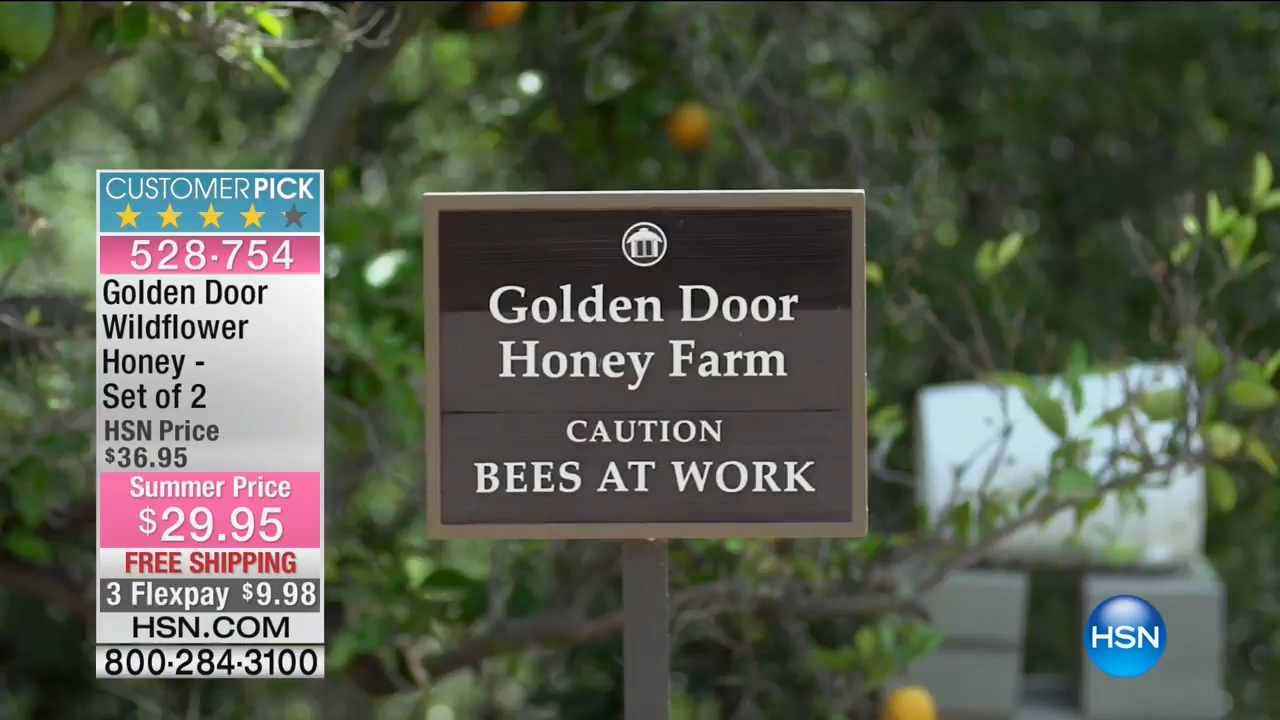 CUSTOMER PICK
528-754
Golden Door
Wildflower
Honey -
Set of 2
HSN Price
$36.95
Summer Price
$29.95
FREE SHIPPING
3 Flexpay $9.98
HSN.COM
800-284-3100
Golden Door
Honey Farm
CAUTION
BEES AT WORK
HSN